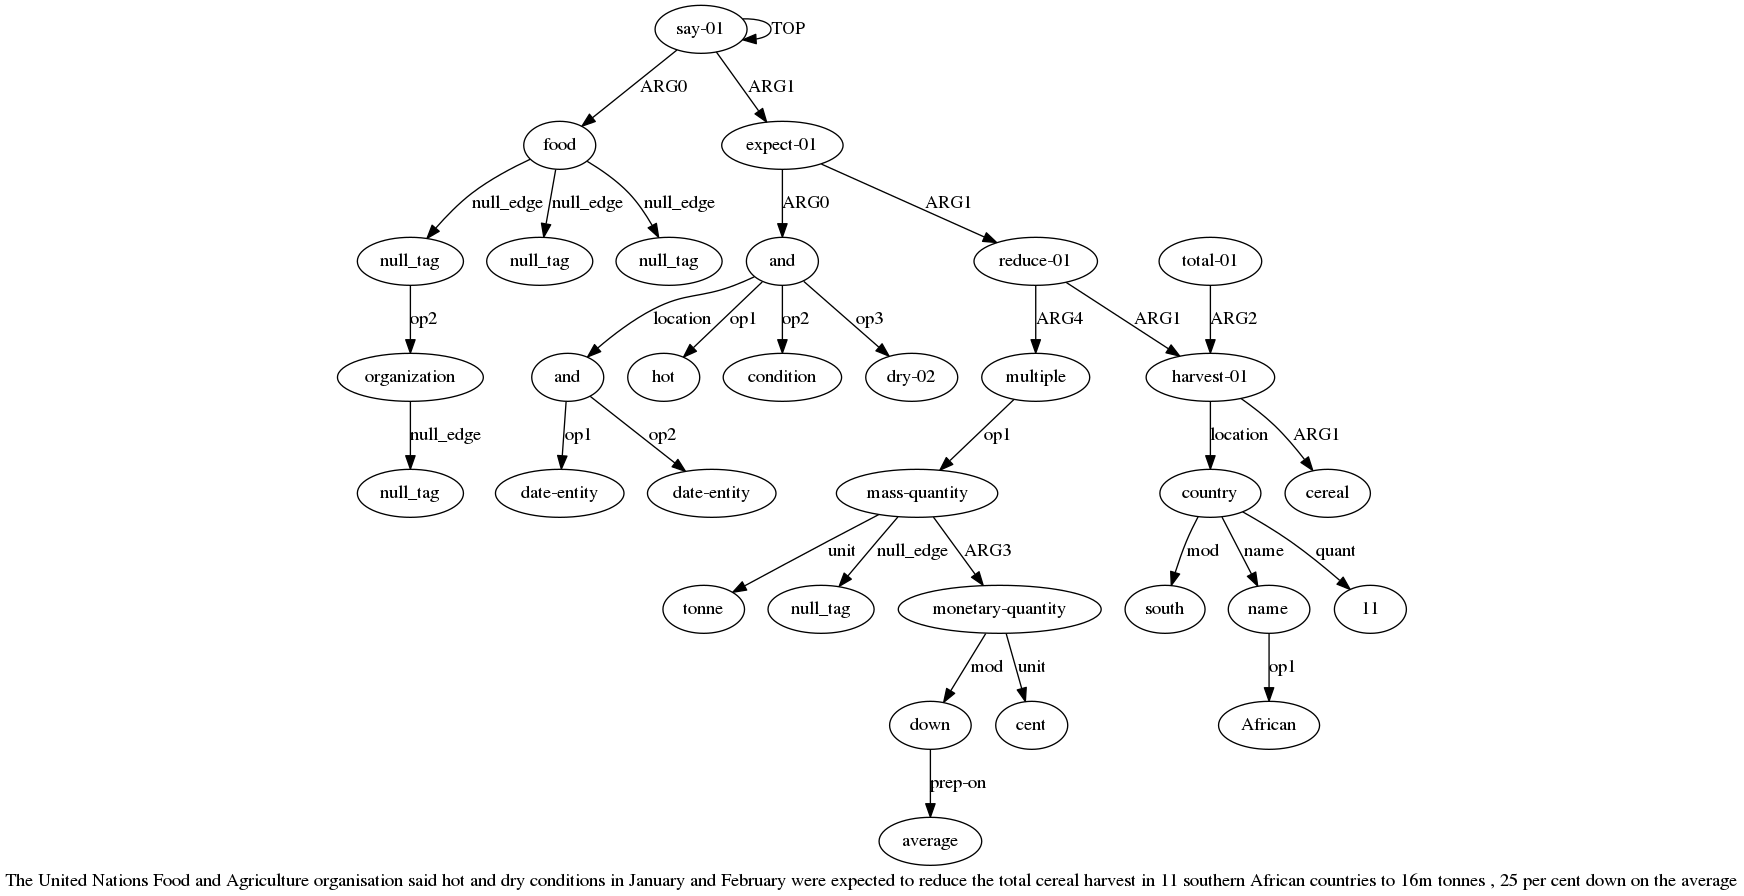 say-01 TOP
ARG0 ARG1
food expect-01
null_edge null_edge null_edge ARG0 ARG1
null_tag null_tag null_tag and reduce-01 total-01
op2 location op1 op2 op3 ARG4 ARG1 ARG2
organization and hot condition dry-02 multiple harvest-01
null_edge op1 op2 op1 location ARG1
null_tag date-entity date-entity mass-quantity country cereal
unit null_edge ARG3 mod name quant
tonne null_tag monetary-quantity south name 11
mod unit op1
down cent African
prep-on
average
The United Nations Food and Agriculture organisation said hot and dry conditions in January and February were expected to reduce the total cereal harvest in 11 southern African countries to 16m tonnes , 25 per cent down on the average